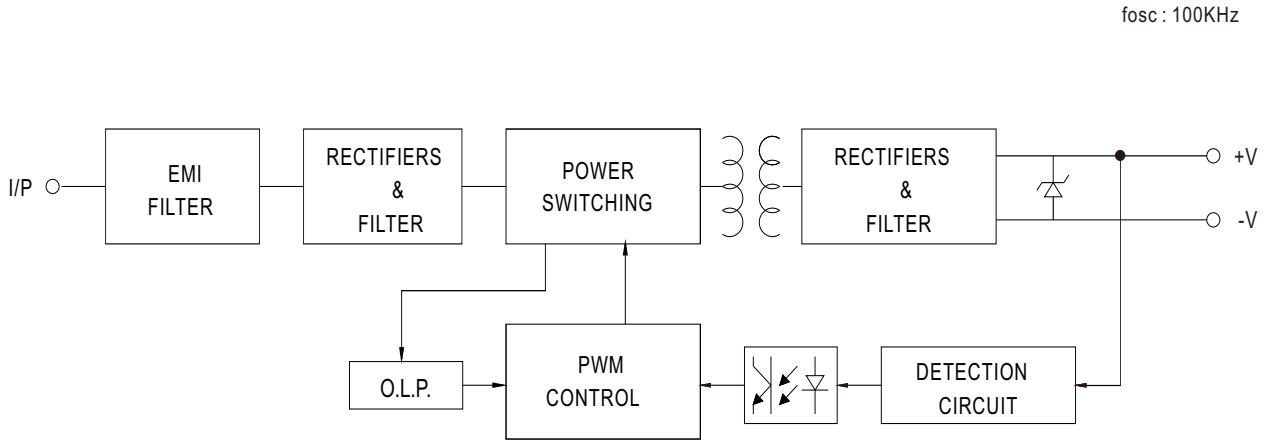 fosc : 100KHz
I/P
EMI
FILTER
RECTIFIERS
&
FILTER
POWER
SWITCHING
RECTIFIERS
&
FILTER
+V
-V
O.L.P.
PWM
CONTROL
DETECTION
CIRCUIT